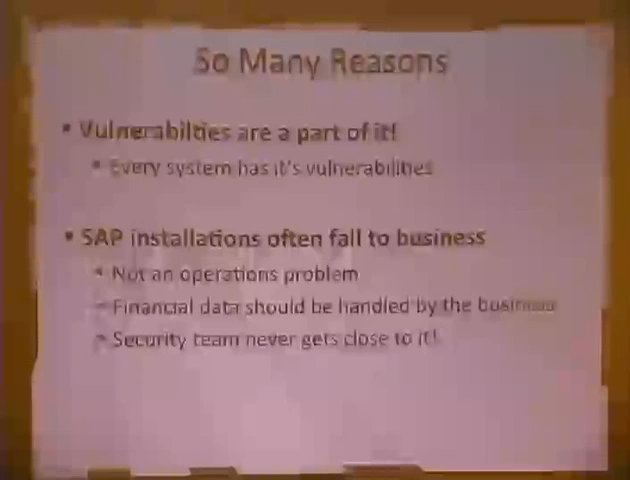 So Many Reasons
• Vulnerabilties are a part of it!
• Every system has it's vulnerabilities
• SAP installations often fall to business
• Not an operations problem
– Financial data should be handled by the business
– Security team never gets close to it!